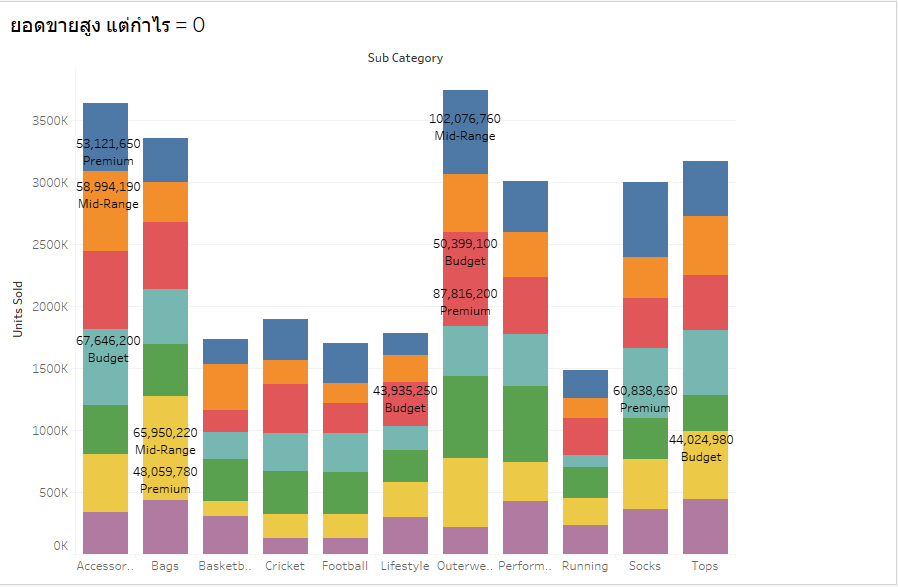 ยอดขายสูง แต่กำไร = 0
Sub Category
Units Sold
3500K
3000K
2500K
2000K
1500K
1000K
500K
0K
53,121,650
Premium
58,994,190
Mid-Range
67,646,200
Budget
65,950,220
Mid-Range
48,059,780
Premium
43,935,250
Budget
102,076,760
Mid-Range
50,399,100
Budget
87,816,200
Premium
60,838,630
Premium
44,024,980
Budget
Accessor.. Bags Basketb.. Cricket Football Lifestyle Outerwe.. Perform.. Running Socks Tops